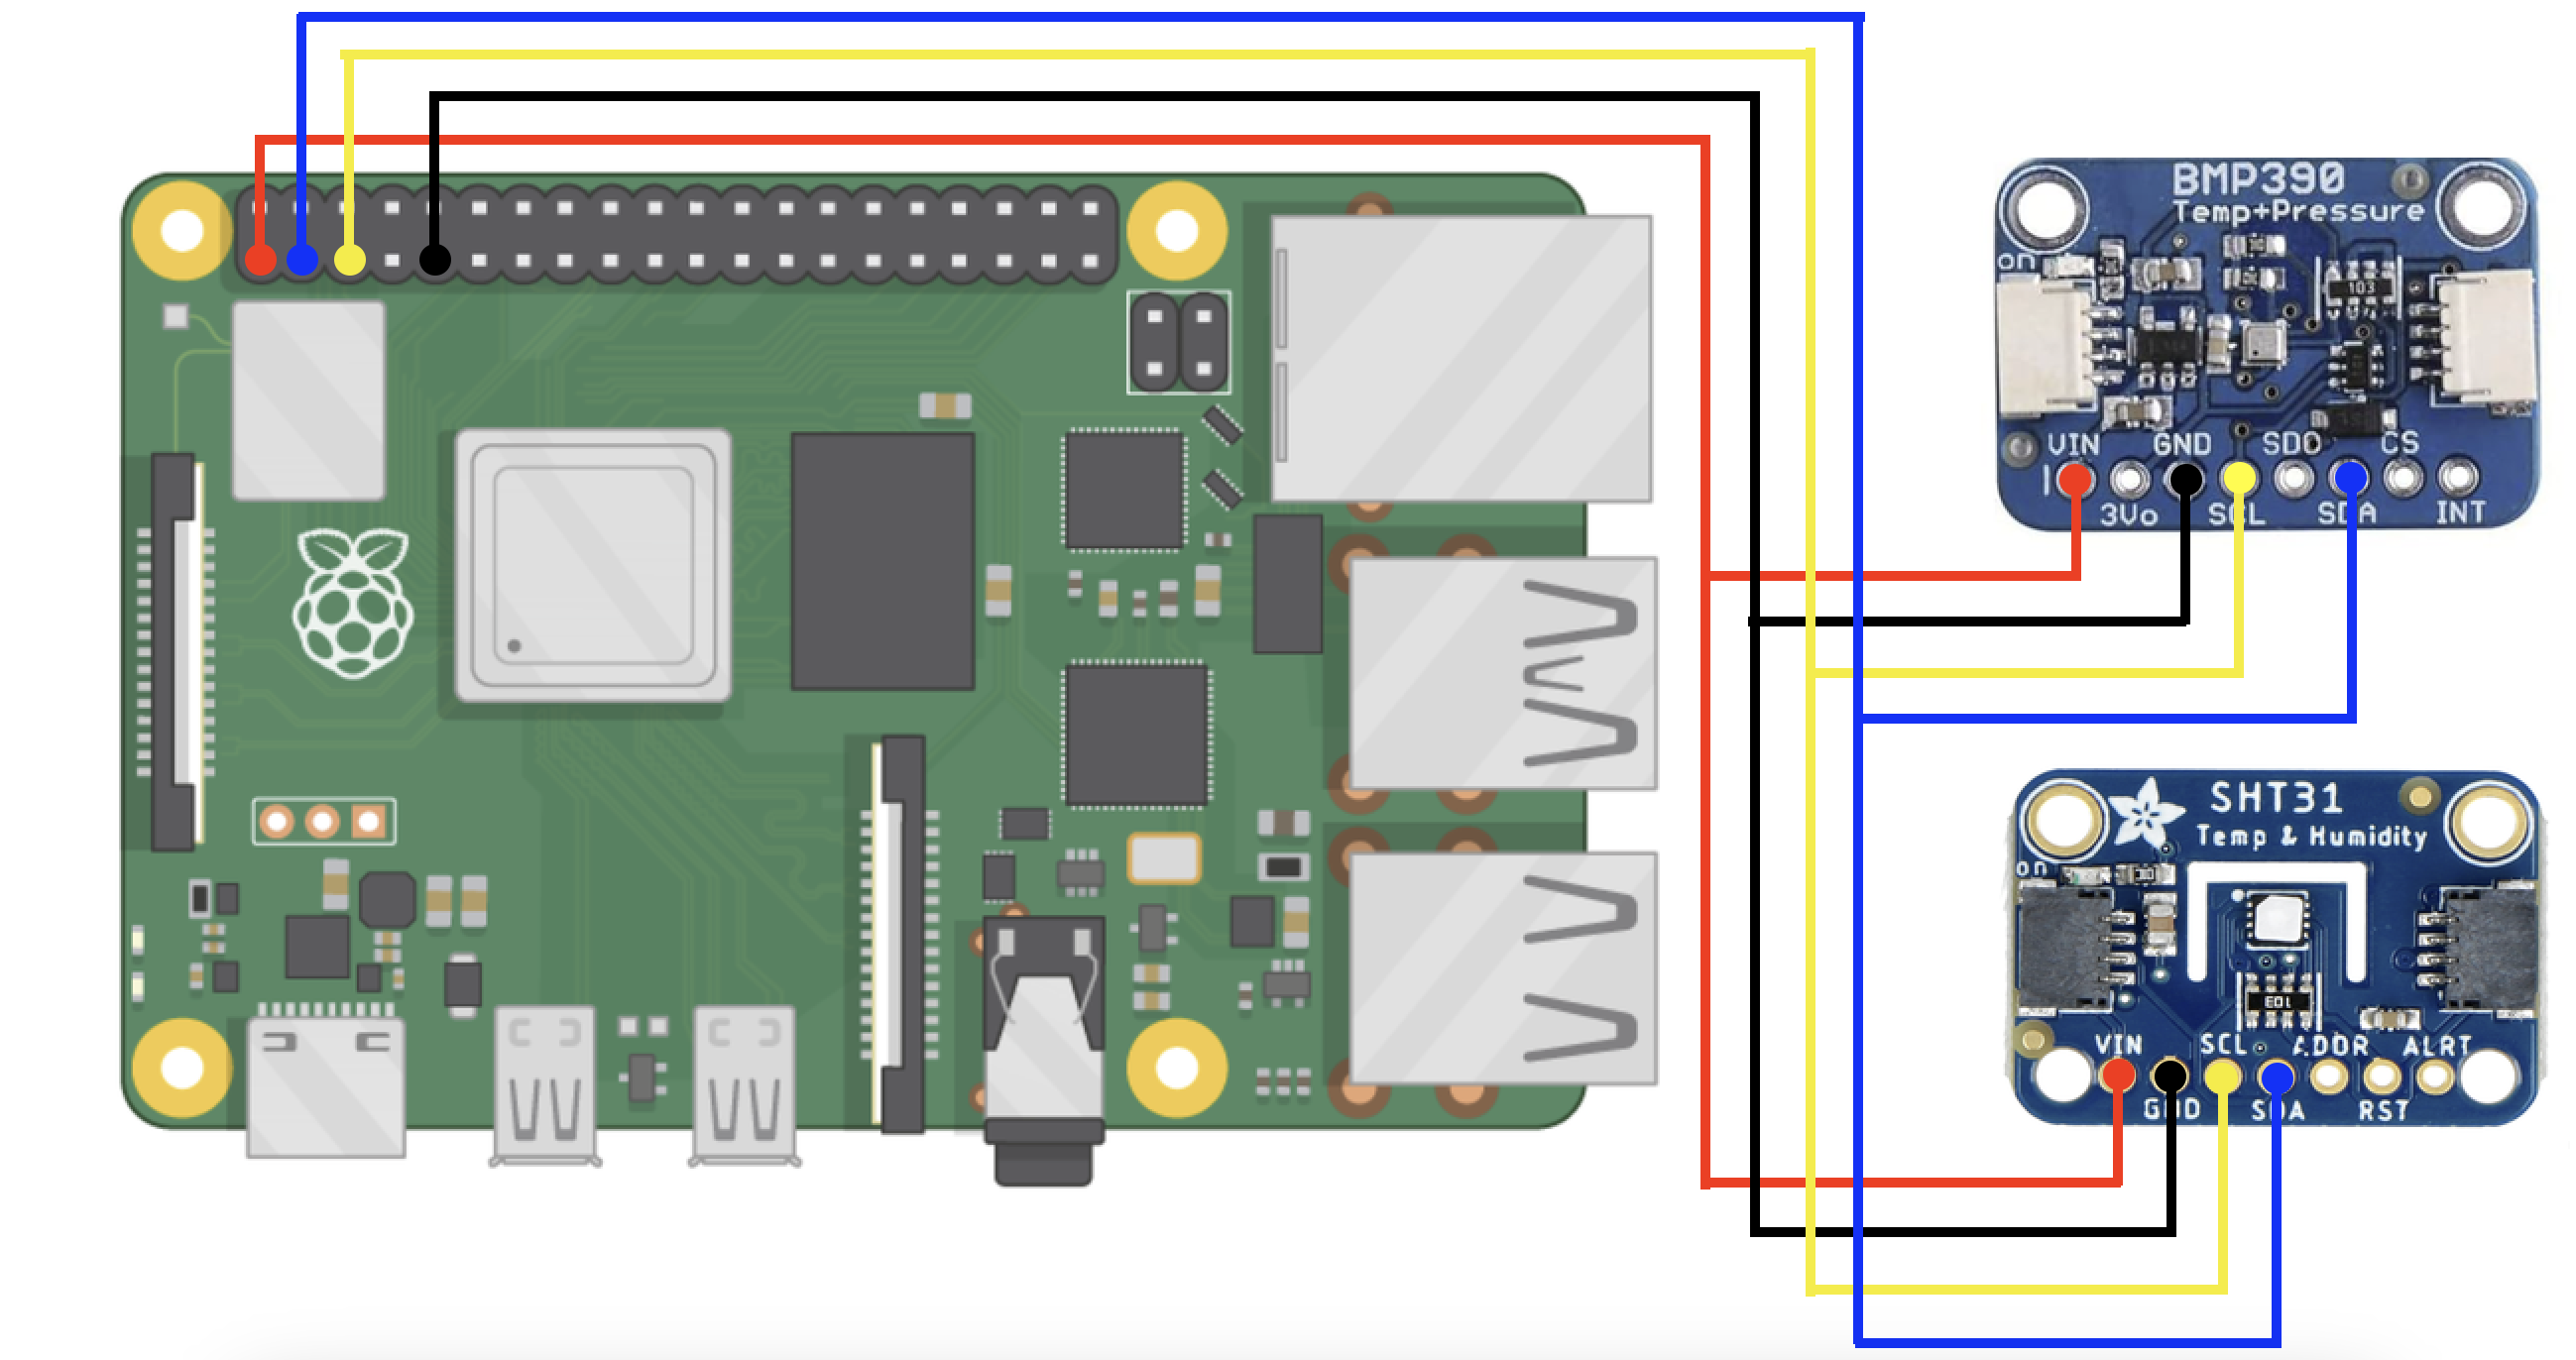 BMP390
Temp+Pressure
on
103
VIN GND SDO CS
3Vo SCL SDA INT
SHT31
Temp & Humidity
on
VIN SCL ADDR ALRT
GND SDA RST